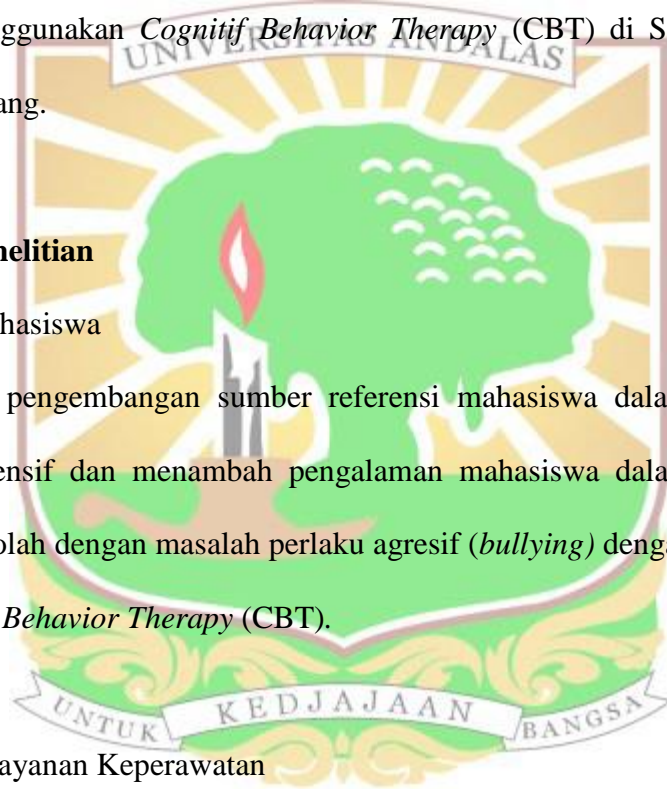 ggunakan Cognitif Behavior Therapy (CBT) di S
UNIVERSITAS ANDALAS
ang.
nelitian
hasiswa
pengembangan sumber referensi mahasiswa dala
ensif dan menambah pengalaman mahasiswa dala
olah dengan masalah perlaku agresif (bullying) denga
Behavior Therapy (CBT).
UNTUK KEDJAJAAN BANGSA
ayanan Keperawatan